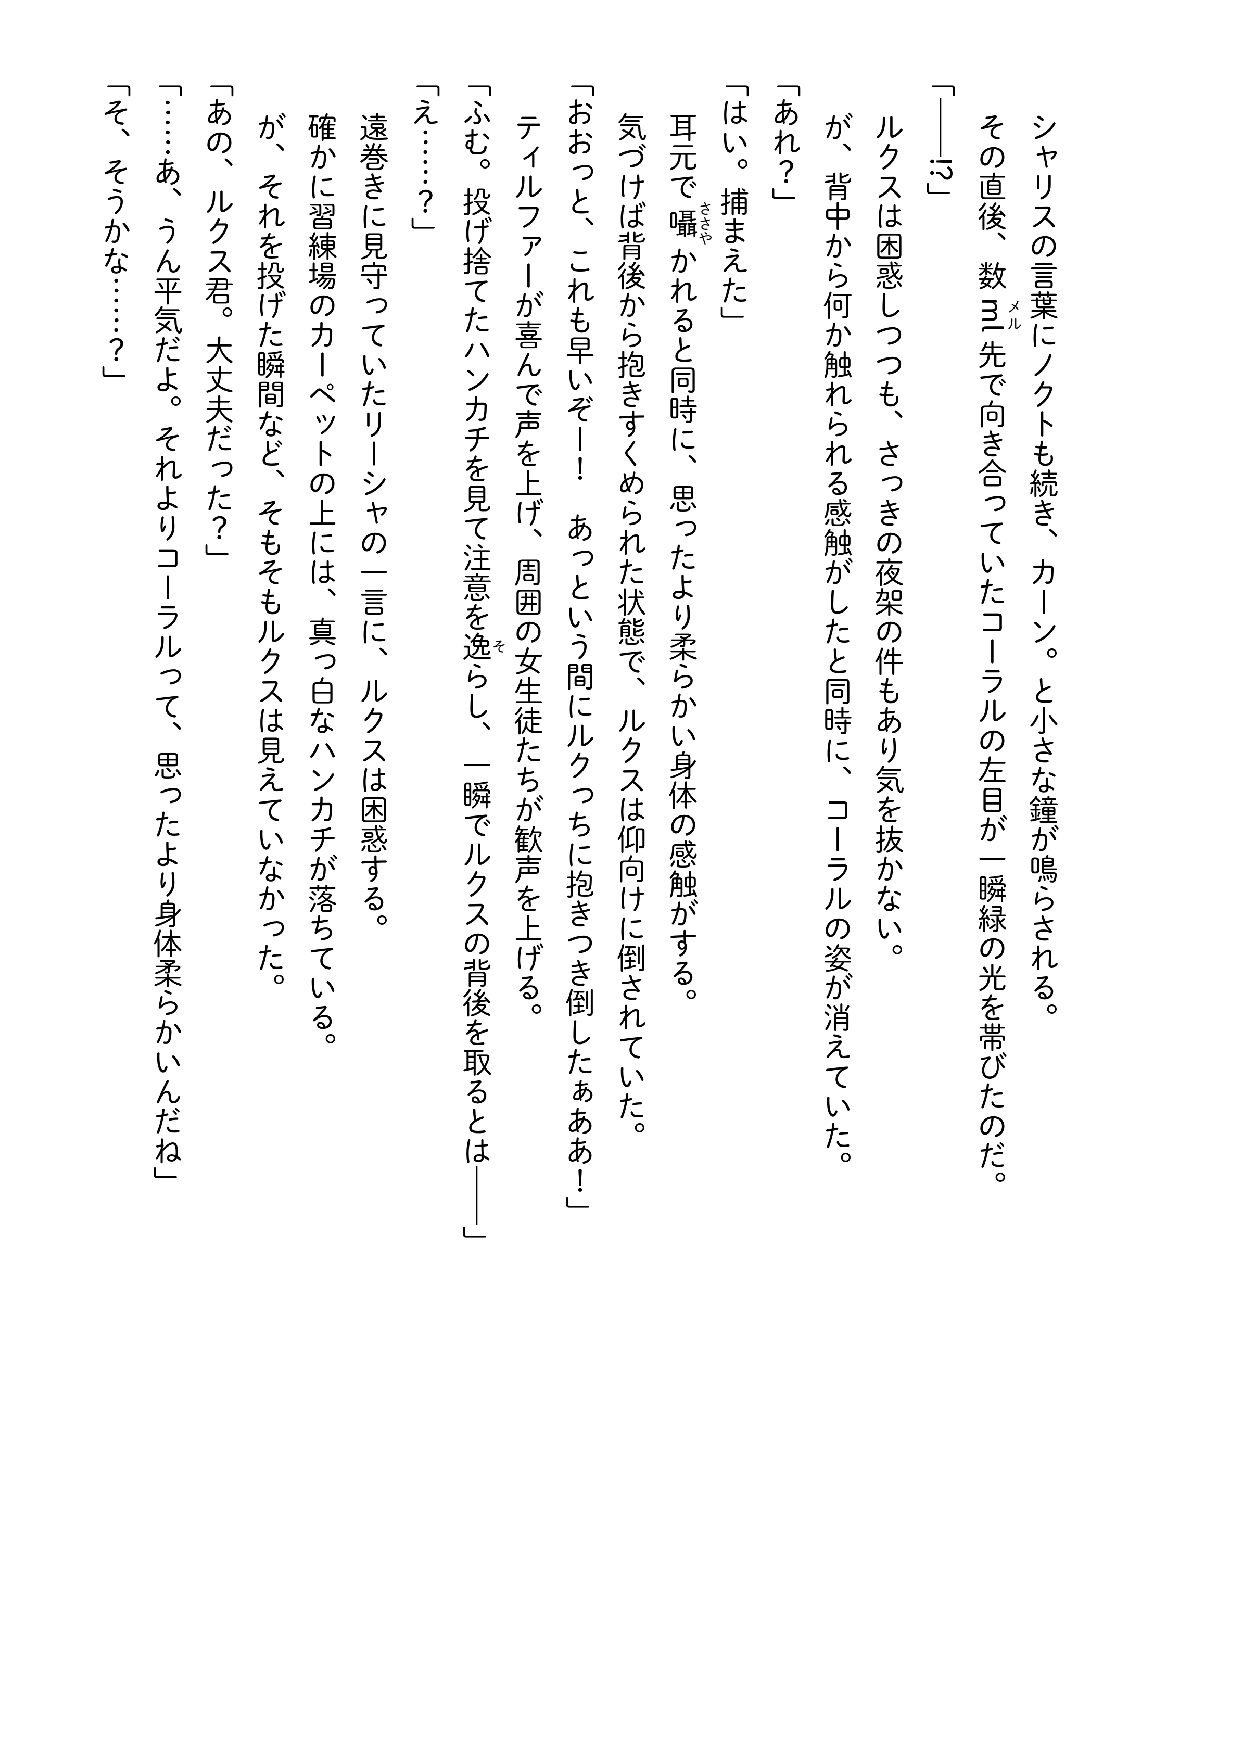 シャリスの言葉にノクトも続き、カーン。と小さな鐘が鳴らされる。
その直後、数ml先で向き合っていたコーラルの左目が一瞬緑の光を帯びたのだ。
「――!?」
ルクスは困惑しつつも、さっきの夜架の件もあり気を抜かない。
が、背中から何か触れられる感触がしたと同時に、コーラルの姿が消えていた。
「あれ？」
「はい。捕まえた」
耳元で囁かれると同時に、思ったより柔らかい身体の感触がする。
気づけば背後から抱きすくめられた状態で、ルクスは仰向けに倒されていた。
「おおっと、これも早いぞー！　あっという間にルクっちに抱きつき倒したぁああ！」
ティルファーが喜んで声を上げ、周囲の女生徒たちが歓声を上げる。
「ふむ。投げ捨てたハンカチを見て注意を逸らし、一瞬でルクスの背後を取るとは――」
「え……？」
遠巻きに見守っていたリーシャの一言に、ルクスは困惑する。
確かに習練場のカーペットの上には、真っ白なハンカチが落ちている。
が、それを投げた瞬間など、そもそもルクスは見えていなかった。
「あの、ルクス君。大丈夫だった？」
「……あ、うん平気だよ。それよりコーラルって、思ったより身体柔らかいんだね」
「そ、そうかな……？」